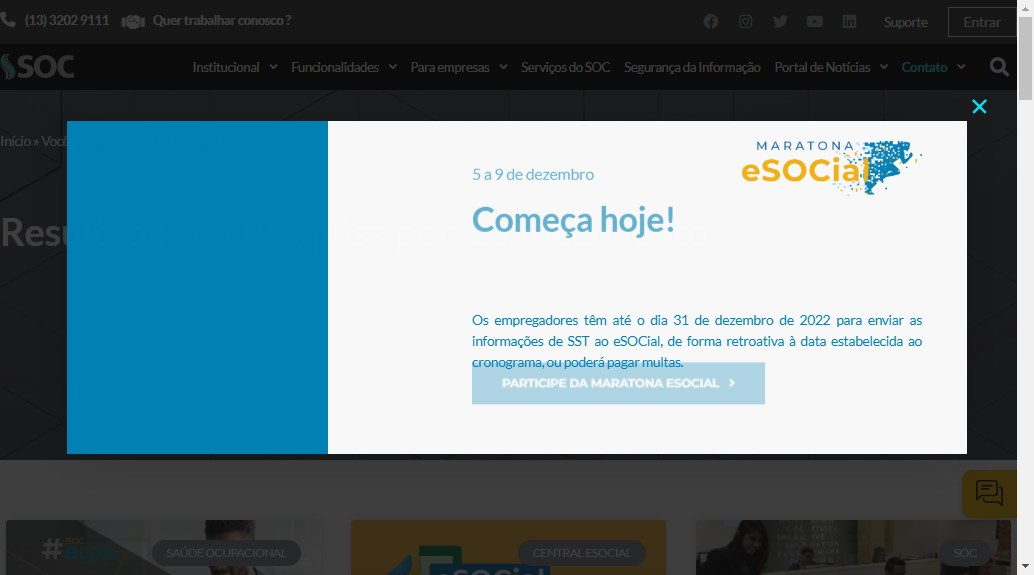 (13) 3202 9111 Quer trabalhar conosco ? Suporte Entrar
SOC Institucional Funcionalidades Para empresas Serviços do SOC Segurança da Informação Portal de Notícias Contato
Início » Você
MARATONA
eSOCial
5 a 9 de dezembro
Começa hoje!
Os empregadores têm até o dia 31 de dezembro de 2022 para enviar as
informações de SST ao eSOCial, de forma retroativa à data estabelecida ao
cronograma, ou poderá pagar multas.
PARTICIPE DA MARATONA ESOCIAL
# SOC
SAÚDE OCUPACIONAL
CENTRAL ESOCIAL
eSOCial
SOC